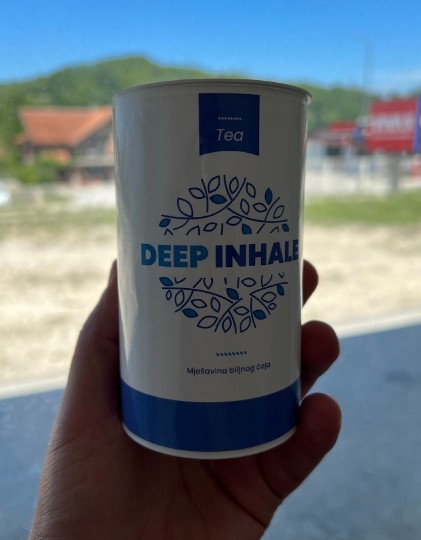 Tea
DEEP INHALE
Mješavina biljnog čaja